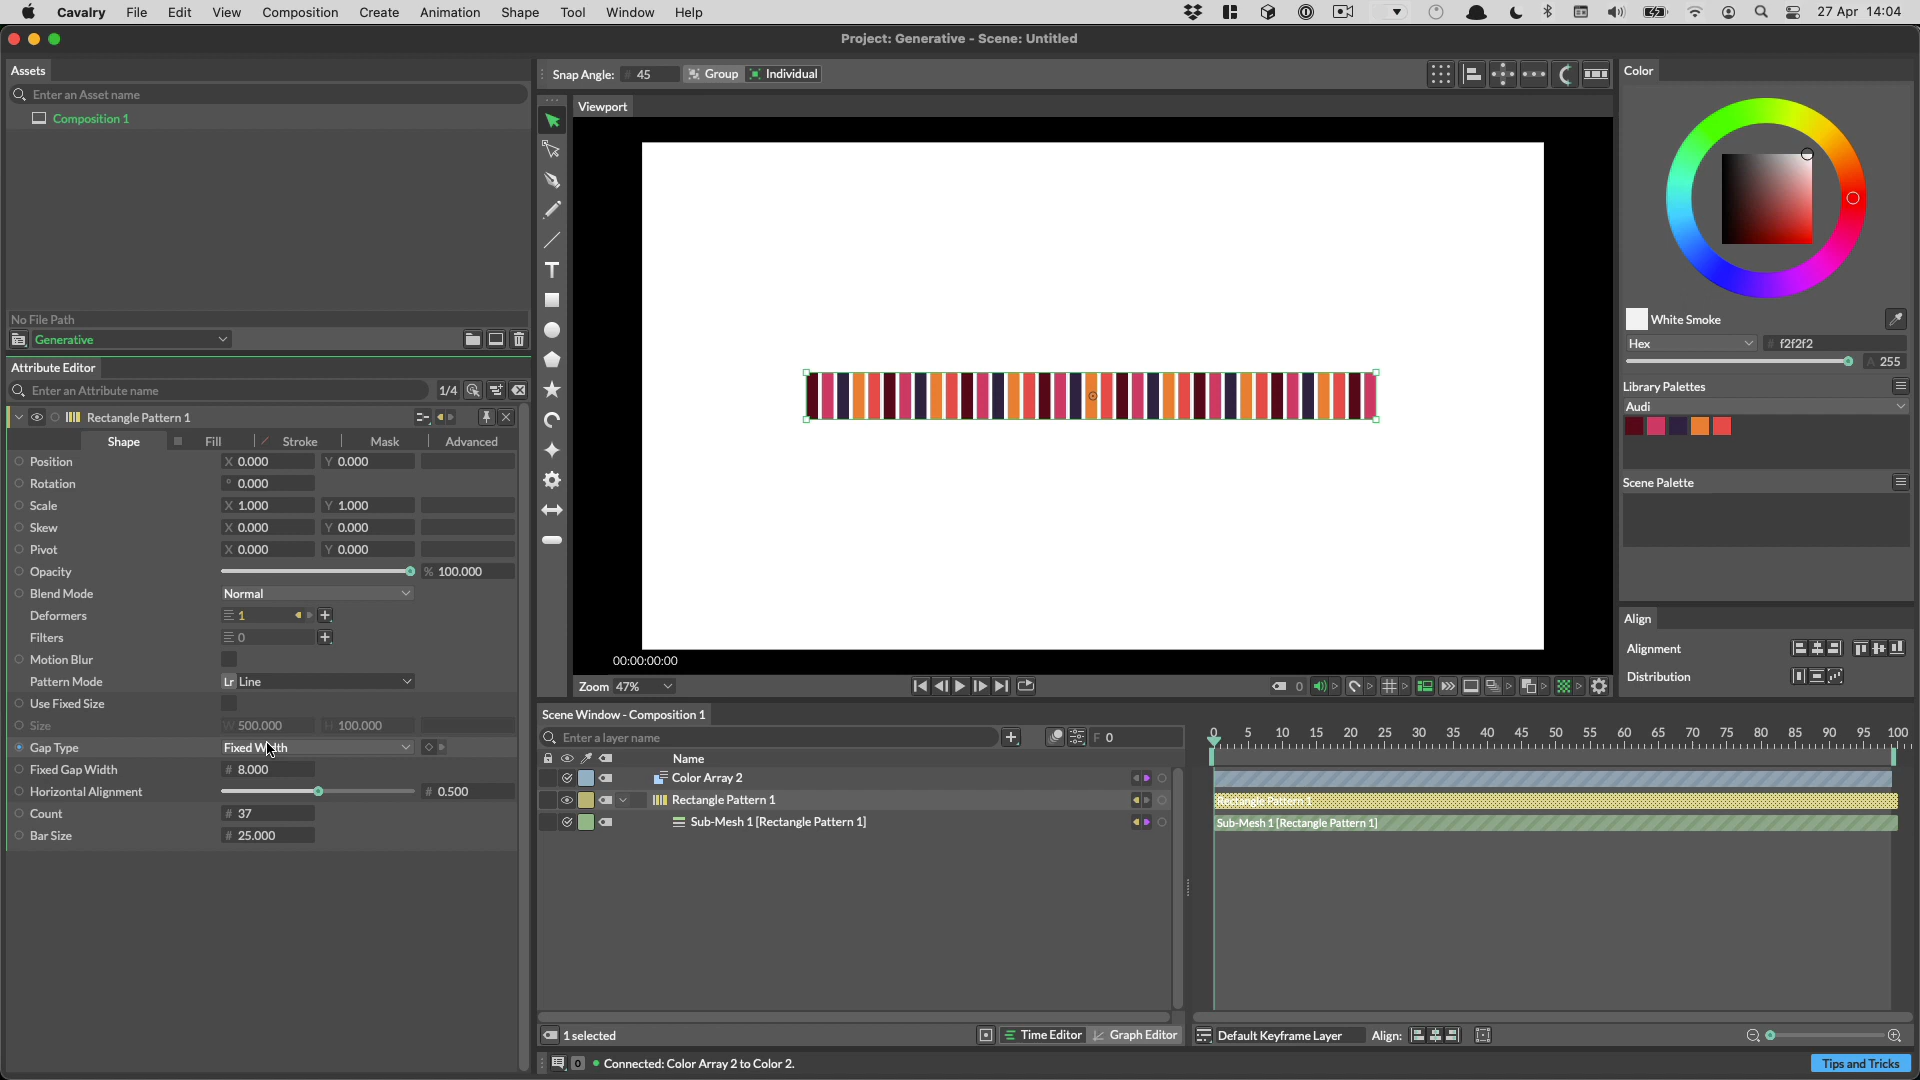 Cavalry File Edit View Composition Create Animation Shape Tool Window Help 27 Apr 14:04
Project: Generative - Scene: Untitled
Assets
Enter an Asset name
Composition 1
No File Path
Generative
Attribute Editor
Enter an Attribute name 1/4
Rectangle Pattern 1
Shape Fill Stroke Mask Advanced
Position X 0.000 Y 0.000
Rotation ° 0.000
Scale X 1.000 Y 1.000
Skew X 0.000 Y 0.000
Pivot X 0.000 Y 0.000
Opacity % 100.000
Blend Mode Normal
Deformers 1
Filters 0
Motion Blur
Pattern Mode Lr Line
Use Fixed Size
Size W 500.000 H 100.000
Gap Type Fixed Width
Fixed Gap Width # 8.000
Horizontal Alignment # 0.500
Count # 37
Bar Size # 25.000
Snap Angle: # 45 Group Individual
Viewport
00:00:00:00
Zoom 47% 0
Scene Window - Composition 1
Enter a layer name F 0
Name
Color Array 2
Rectangle Pattern 1
Sub-Mesh 1 [Rectangle Pattern 1]
0 5 10 15 20 25 30 35 40 45 50 55 60 65 70 75 80 85 90 95 100
Rectangle Pattern 1
Sub-Mesh 1 [Rectangle Pattern 1]
1 selected Time Editor Graph Editor
Default Keyframe Layer Align:
0 Connected: Color Array 2 to Color 2.
Tips and Tricks
Color
White Smoke
Hex # f2f2f2
A 255
Library Palettes
Audi
Scene Palette
Align
Alignment
Distribution